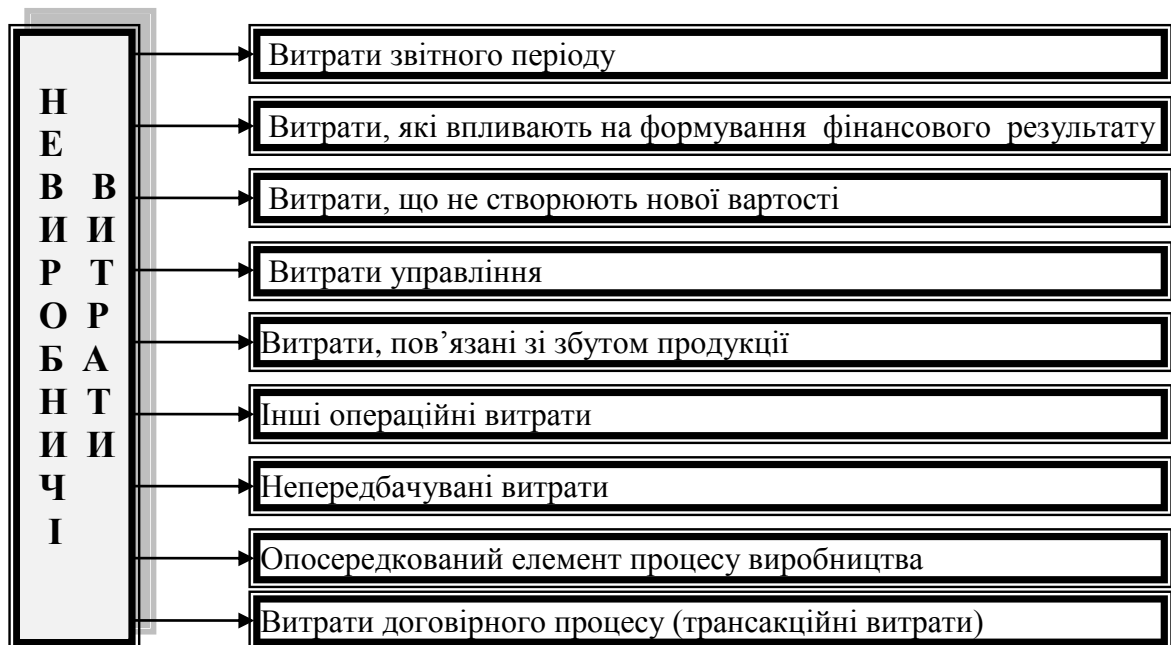 НЕВИРОБНИЧІ
ВИТРАТИ
Витрати звітного періоду
Витрати, які впливають на формування фінансового результату
Витрати, що не створюють нової вартості
Витрати управління
Витрати, пов’язані зі збутом продукції
Інші операційні витрати
Непередбачувані витрати
Опосередкований елемент процесу виробництва
Витрати договірного процесу (трансакційні витрати)